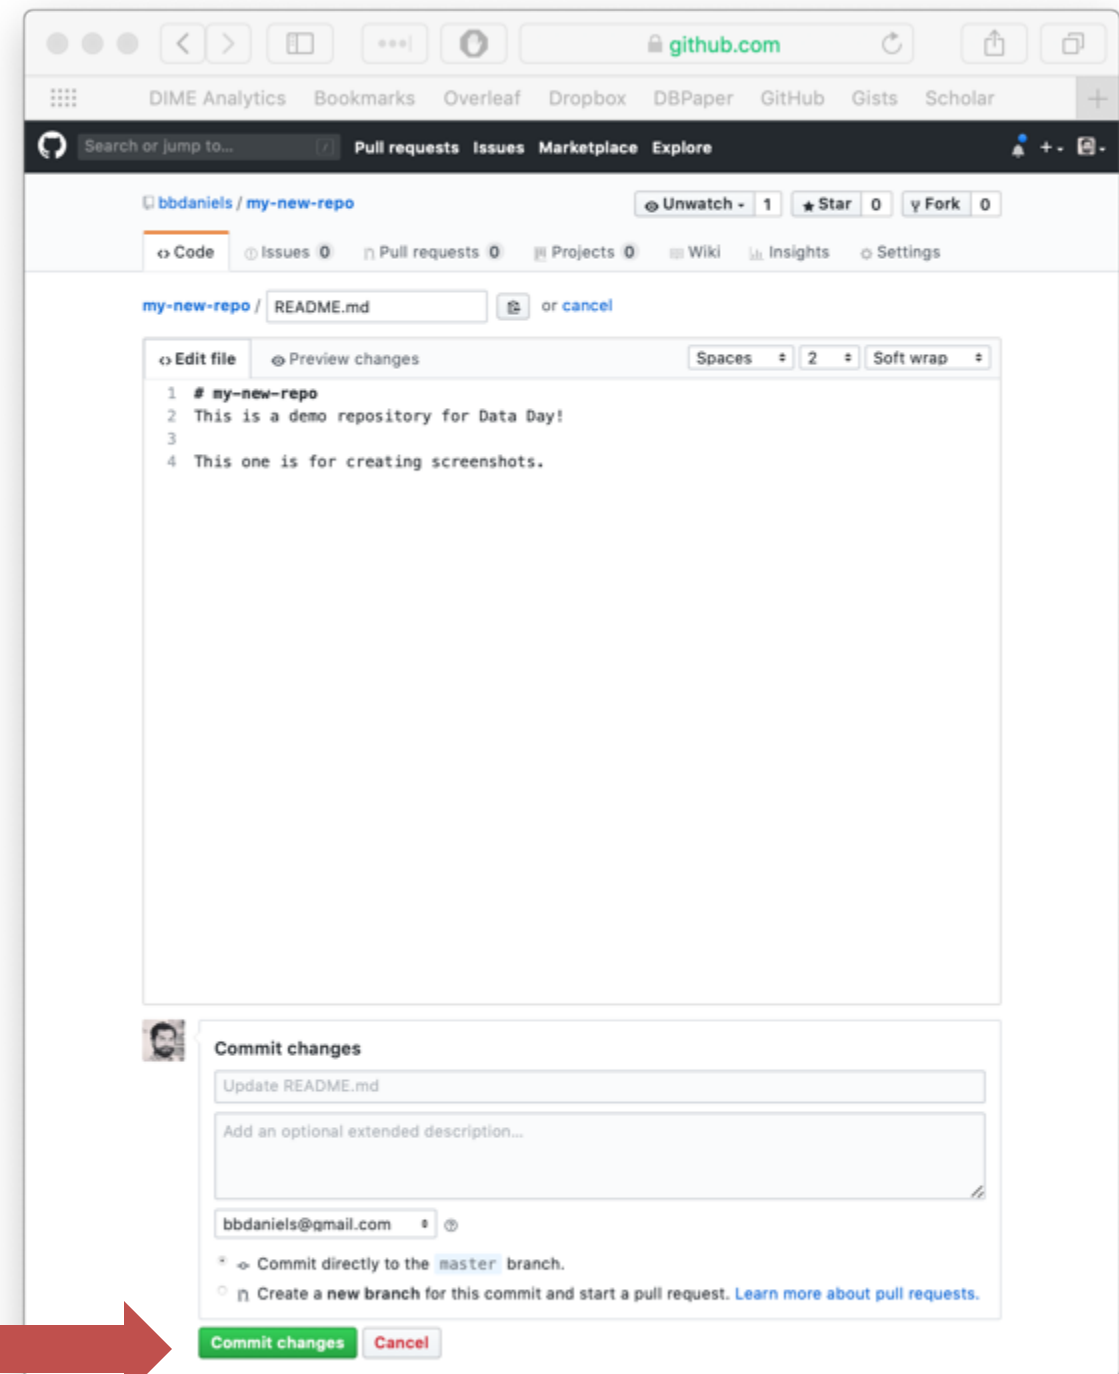 github.com
DIME Analytics Bookmarks Overleaf Dropbox DBPaper GitHub Gists Scholar
Search or jump to... / Pull requests Issues Marketplace Explore
bbdaniels / my-new-repo Unwatch 1 Star 0 Fork 0
Code Issues 0 Pull requests 0 Projects 0 Wiki Insights Settings
my-new-repo / README.md or cancel
Edit file Preview changes Spaces 2 Soft wrap
1 # my-new-repo
2 This is a demo repository for Data Day!
3
4 This one is for creating screenshots.
Commit changes
Update README.md
Add an optional extended description...
bbdaniels@gmail.com
Commit directly to the master branch.
Create a new branch for this commit and start a pull request. Learn more about pull requests.
Commit changes Cancel